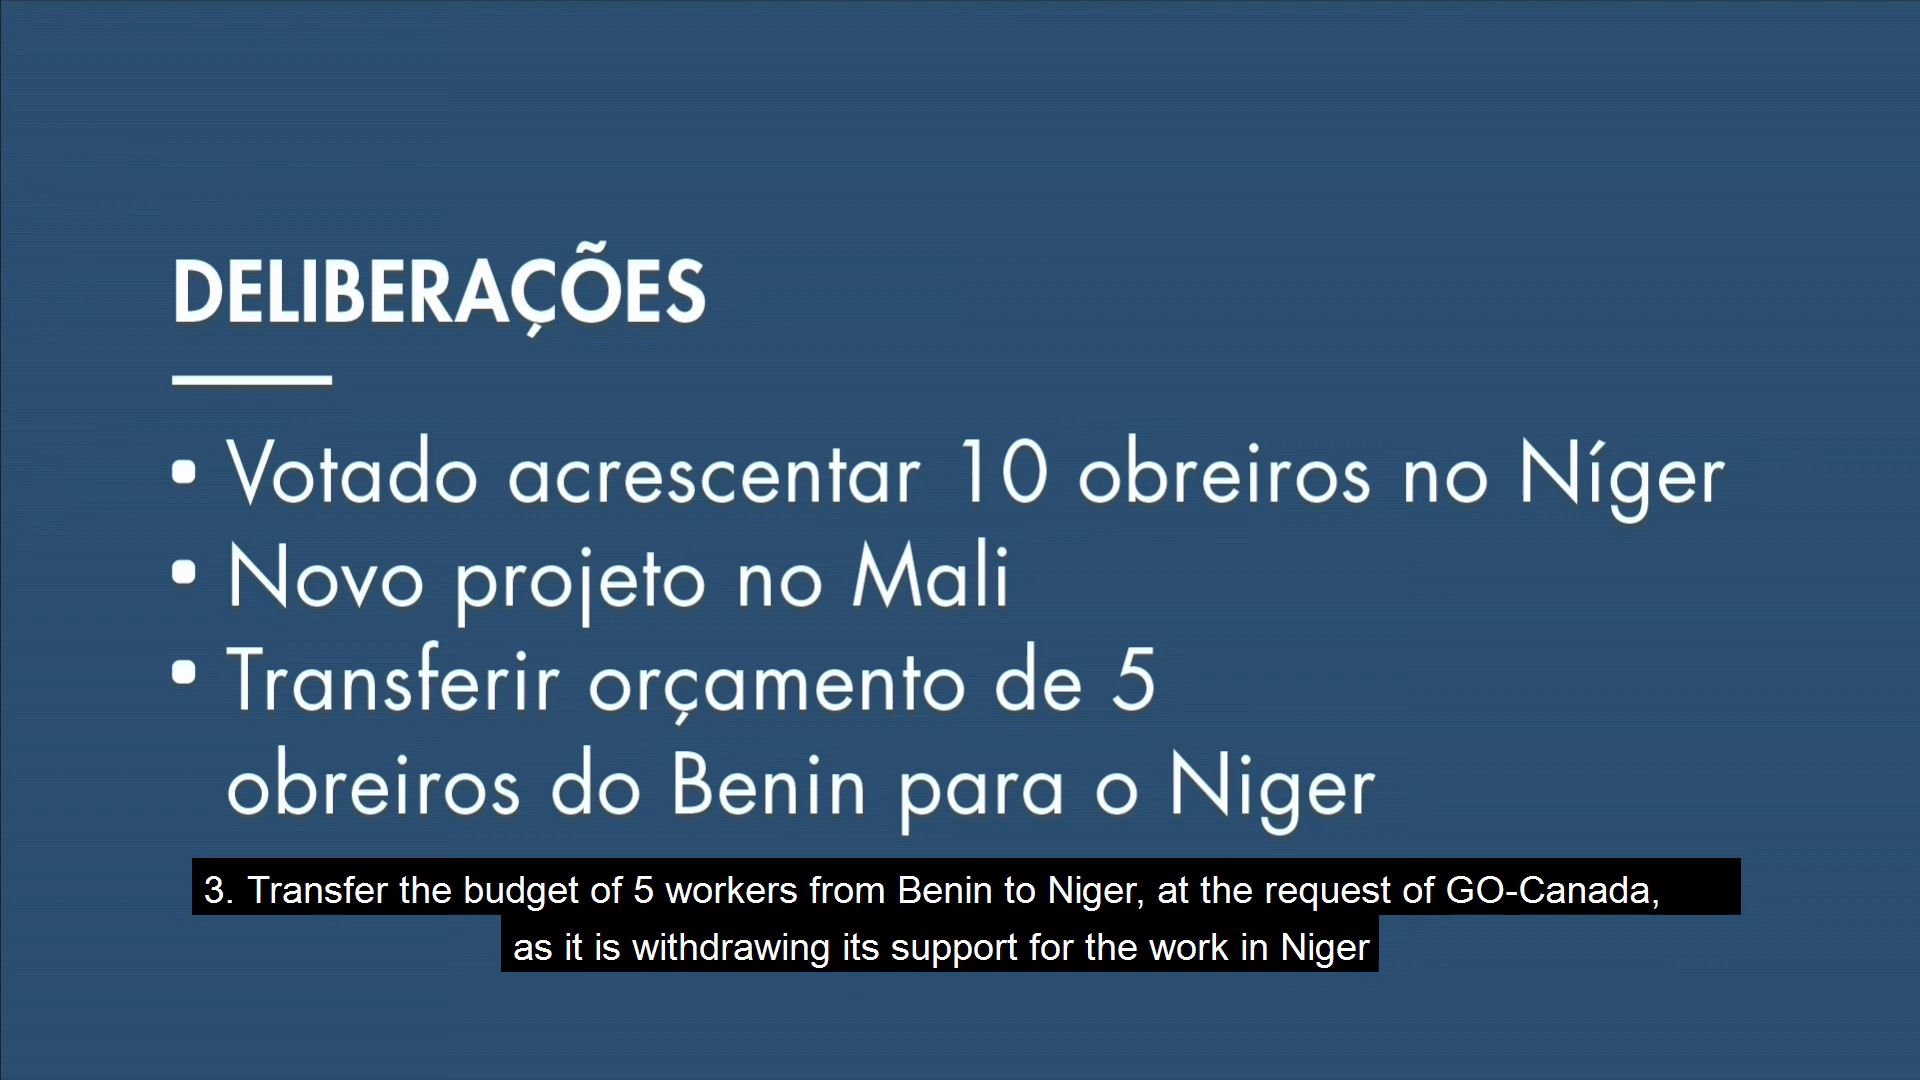 DELIBERAÇÕES
• Votado acrescentar 10 obreiros no Níger
• Novo projeto no Mali
• Transferir orçamento de 5
obreiros do Benin para o Niger
3. Transfer the budget of 5 workers from Benin to Niger, at the request of GO-Canada,
as it is withdrawing its support for the work in Niger